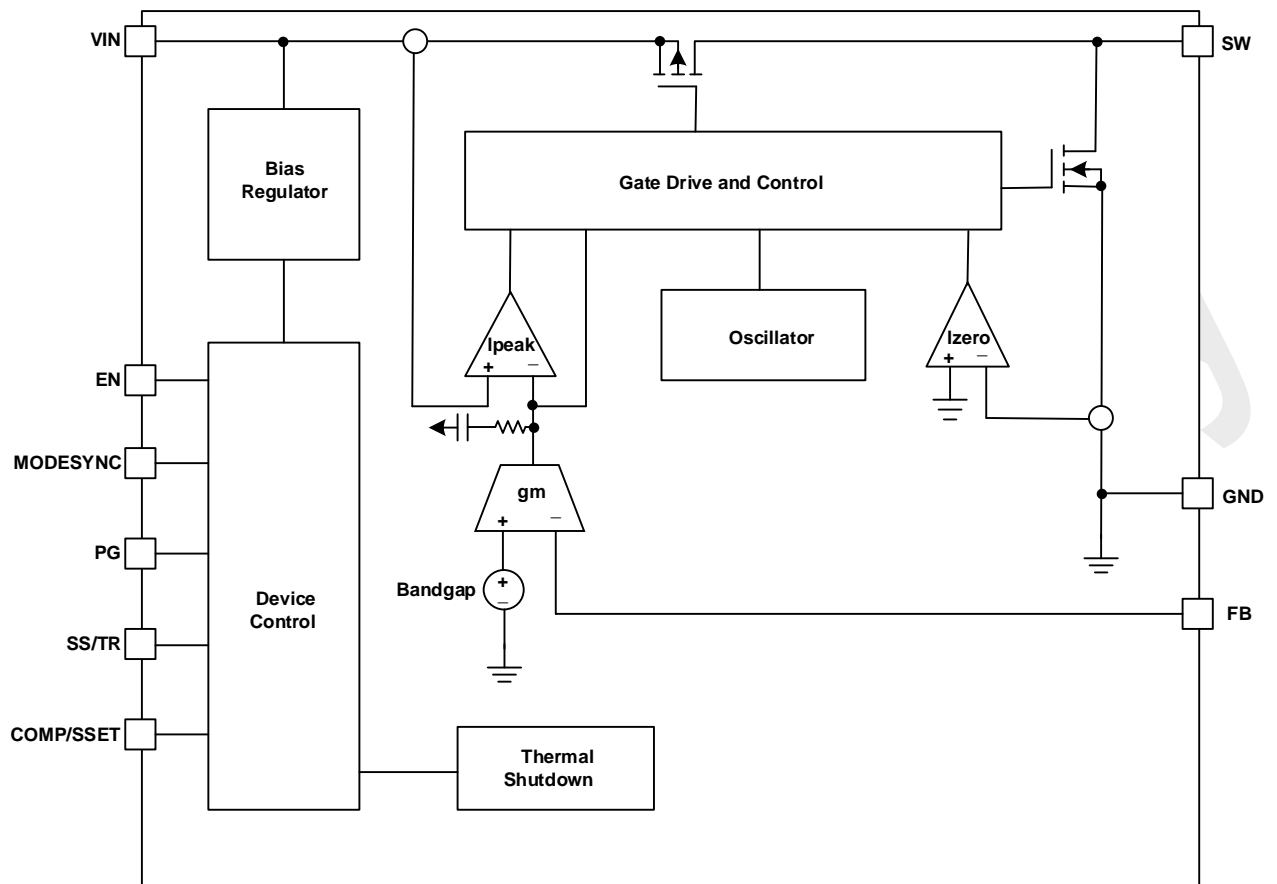 VIN
SW
Bias
Regulator
Gate Drive and Control
Ipeak
+ −
Oscillator
Izero
+ −
EN
MODESYNC
gm
+ −
GND
PG
Bandgap
+
−
Device
Control
FB
SS/TR
COMP/SSET
Thermal
Shutdown